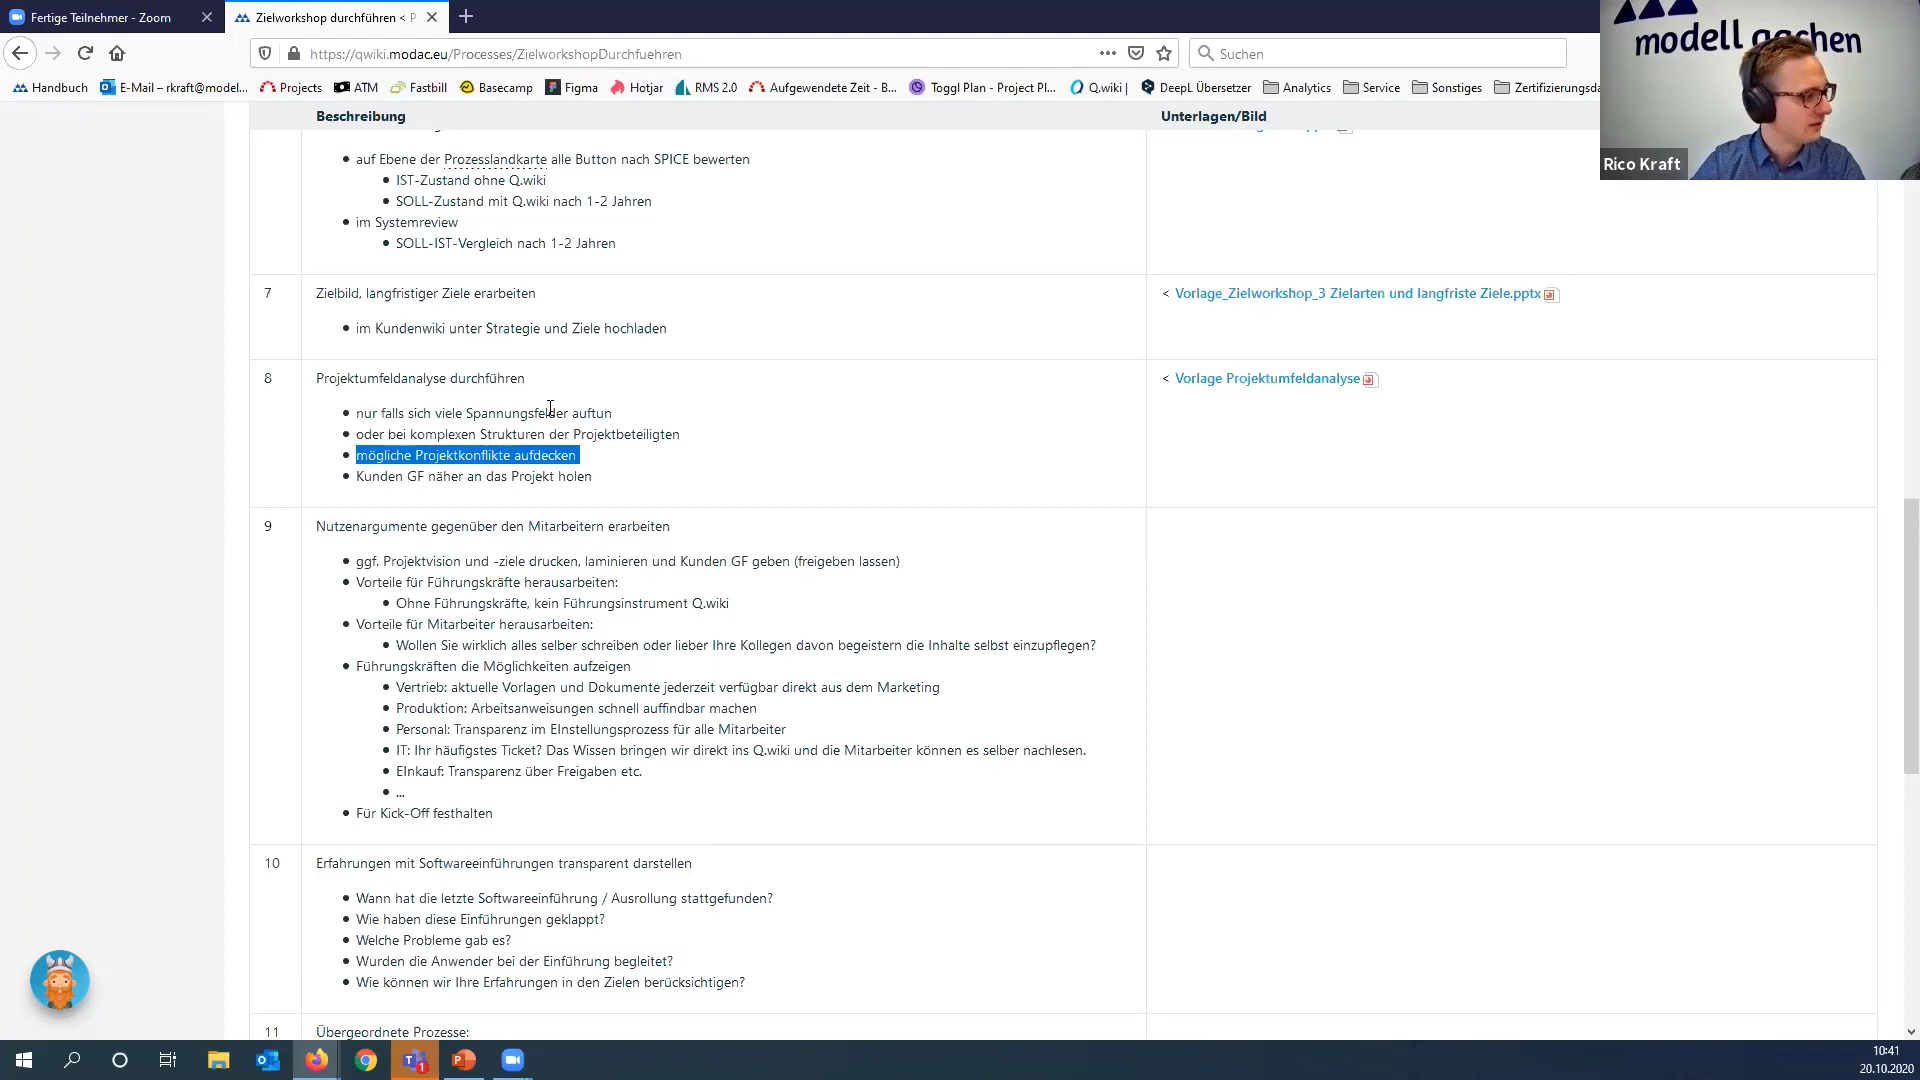 Fertige Teilnehmer - Zoom
Zielworkshop durchführen < P
https://qwiki.modac.eu/Processes/ZielworkshopDurchfuehren
Suchen
Handbuch
E-Mail – rkraft@model...
Projects
ATM
Fastbill
Basecamp
Figma
Hotjar
RMS 2.0
Aufgewendete Zeit - B...
Toggl Plan - Project Pl...
Q.wiki |
DeepL Übersetzer
Analytics
Service
Sonstiges
Zertifizierungsda
modell aachen
Rico Kraft
Beschreibung
Unterlagen/Bild
auf Ebene der Prozesslandkarte alle Button nach SPICE bewerten
IST-Zustand ohne Q.wiki
SOLL-Zustand mit Q.wiki nach 1-2 Jahren
im Systemreview
SOLL-IST-Vergleich nach 1-2 Jahren
7
Zielbild, langfristiger Ziele erarbeiten
< Vorlage_Zielworkshop_3 Zielarten und langfriste Ziele.pptx
im Kundenwiki unter Strategie und Ziele hochladen
8
Projektumfeldanalyse durchführen
< Vorlage Projektumfeldanalyse
nur falls sich viele Spannungsfelder auftun
oder bei komplexen Strukturen der Projektbeteiligten
mögliche Projektkonflikte aufdecken
Kunden GF näher an das Projekt holen
9
Nutzenargumente gegenüber den Mitarbeitern erarbeiten
ggf. Projektvision und -ziele drucken, laminieren und Kunden GF geben (freigeben lassen)
Vorteile für Führungskräfte herausarbeiten:
Ohne Führungskräfte, kein Führungsinstrument Q.wiki
Vorteile für Mitarbeiter herausarbeiten:
Wollen Sie wirklich alles selber schreiben oder lieber Ihre Kollegen davon begeistern die Inhalte selbst einzupflegen?
Führungskräften die Möglichkeiten aufzeigen
Vertrieb: aktuelle Vorlagen und Dokumente jederzeit verfügbar direkt aus dem Marketing
Produktion: Arbeitsanweisungen schnell auffindbar machen
Personal: Transparenz im EInstellungsprozess für alle Mitarbeiter
IT: Ihr häufigstes Ticket? Das Wissen bringen wir direkt ins Q.wiki und die Mitarbeiter können es selber nachlesen.
EInkauf: Transparenz über Freigaben etc.
...
Für Kick-Off festhalten
10
Erfahrungen mit Softwareeinführungen transparent darstellen
Wann hat die letzte Softwareeinführung / Ausrollung stattgefunden?
Wie haben diese Einführungen geklappt?
Welche Probleme gab es?
Wurden die Anwender bei der Einführung begleitet?
Wie können wir Ihre Erfahrungen in den Zielen berücksichtigen?
11
Übergeordnete Prozesse:
10:41
20.10.2020